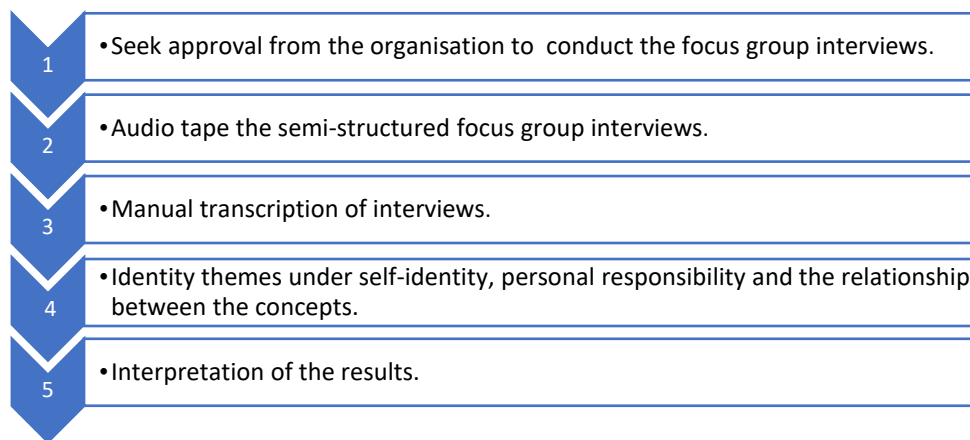 1
•Seek approval from the organisation to  conduct the focus group interviews.
2
•Audio tape the semi-structured focus group interviews.
3
•Manual transcription of interviews.
4
•Identity themes under self-identity, personal responsibility and the relationship
between the concepts.
5
•Interpretation of the results.